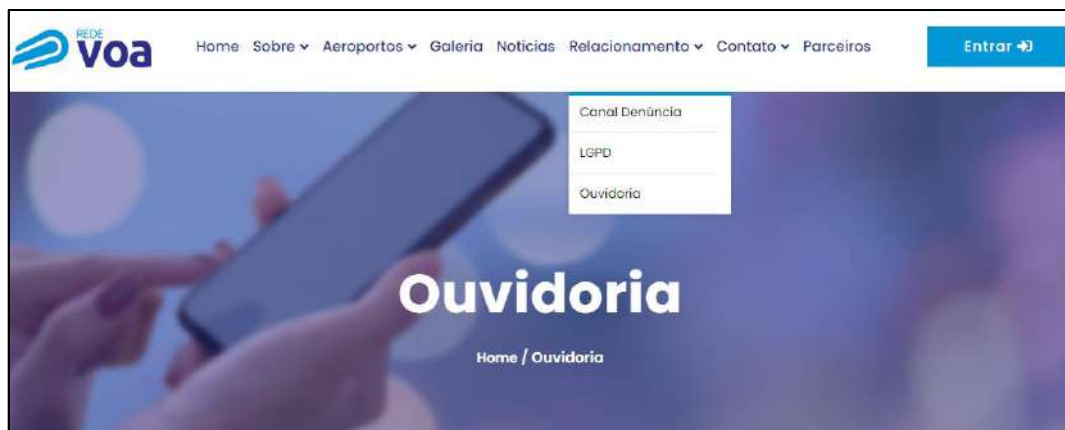 REDE
voa
Home Sobre Aeroportos Galeria Noticias Relacionamento Contato Parceiros
Entrar
Canal Denúncia
LGPD
Ouvidoria
Ouvidoria
Home / Ouvidoria